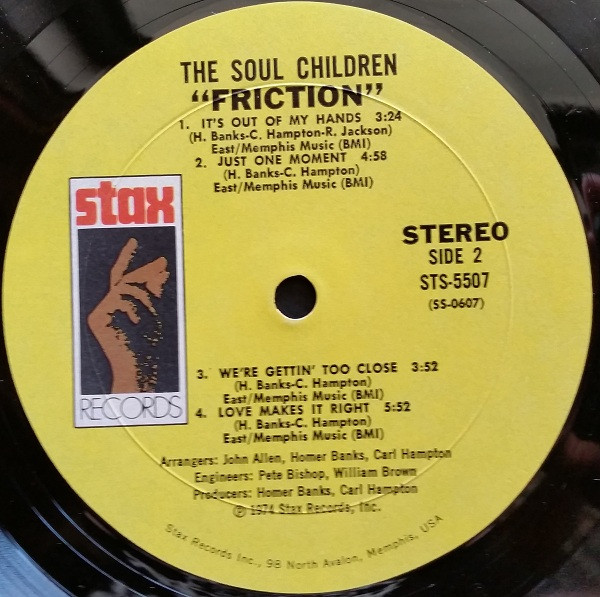 THE SOUL CHILDREN
“FRICTION”
1. IT'S OUT OF MY HANDS 3:24
(H. Banks-C. Hampton-R. Jackson)
East/Memphis Music (BMI)
2. JUST ONE MOMENT 4:58
(H. Banks-C. Hampton)
East/Memphis Music (BMI)
stax
RECORDS
STEREO
SIDE 2
STS-5507
(SS-0607)
3. WE'RE GETTIN' TOO CLOSE 3:52
(H. Banks-C. Hampton)
East/Memphis Music (BMI)
4. LOVE MAKES IT RIGHT 5:52
(H. Banks-C. Hampton)
East/Memphis Music (BMI)
Arrangers: John Allen, Homer Banks, Carl Hampton
Engineers: Pete Bishop, William Brown
Producers: Homer Banks, Carl Hampton
℗ 1974 Stax Records, Inc.
Stax Records Inc., 98 North Avalon, Memphis, USA